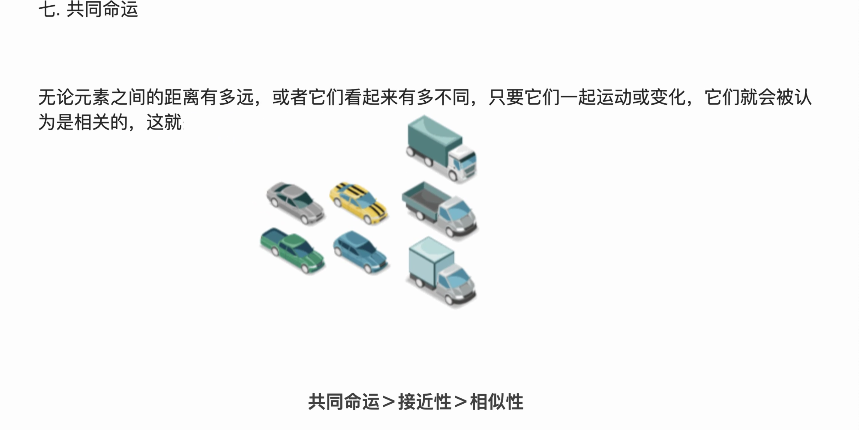 七. 共同命运
无论元素之间的距离有多远，或者它们看起来有多不同，只要它们一起运动或变化，它们就会被认
为是相关的，这就
共同命运＞接近性＞相似性